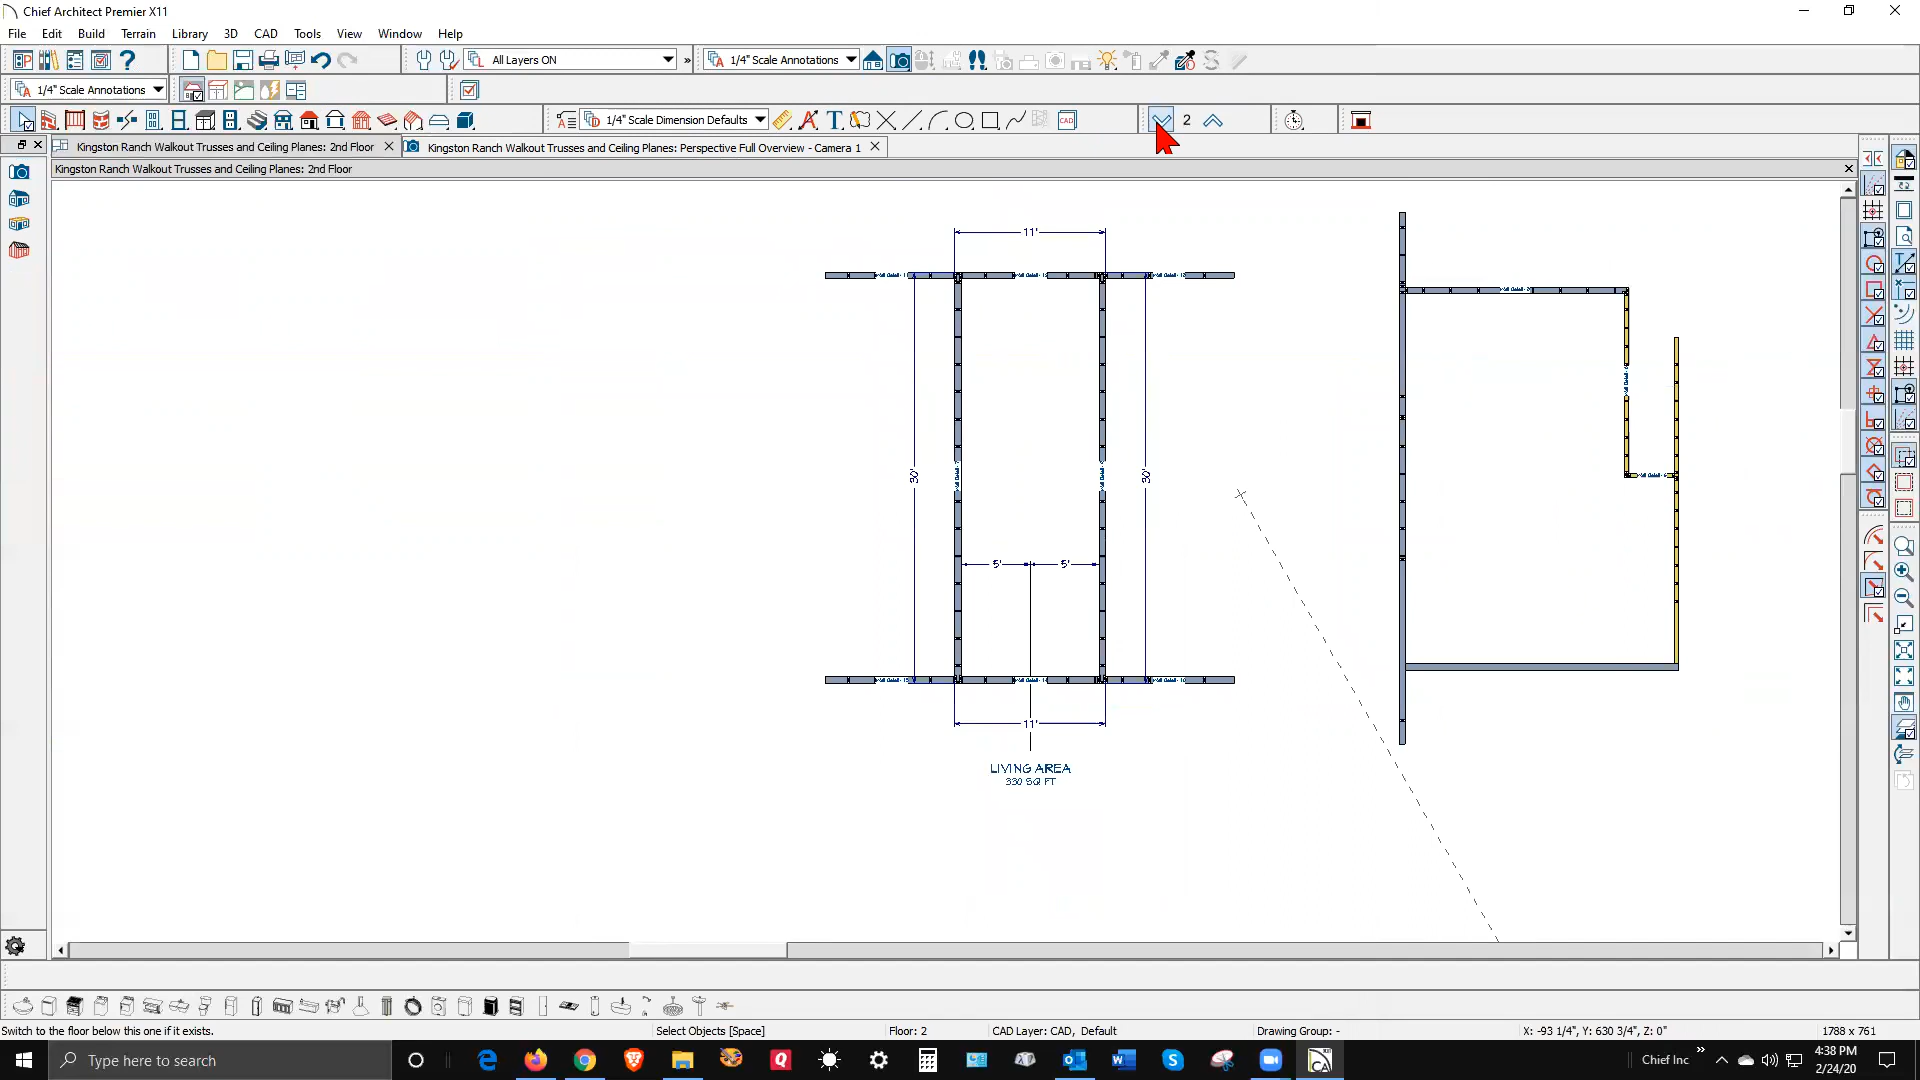 Chief Architect Premier X11
File Edit Build Terrain Library 3D CAD Tools View Window Help
All Layers ON
»
1/4" Scale Annotations
1/4" Scale Annotations
1/4" Scale Dimension Defaults
CAD
2
Kingston Ranch Walkout Trusses and Ceiling Planes: 2nd Floor
Kingston Ranch Walkout Trusses and Ceiling Planes: Perspective Full Overview - Camera 1
Kingston Ranch Walkout Trusses and Ceiling Planes: 2nd Floor
11'
30'
30'
5'
5'
11'
LIVING AREA
330 SQ FT
Switch to the floor below this one if it exists.
Select Objects [Space]
Floor: 2
CAD Layer: CAD, Default
Drawing Group: -
X: -93 1/4", Y: 630 3/4", Z: 0"
1788 x 761
Type here to search
Chief Inc
4:38 PM
2/24/20